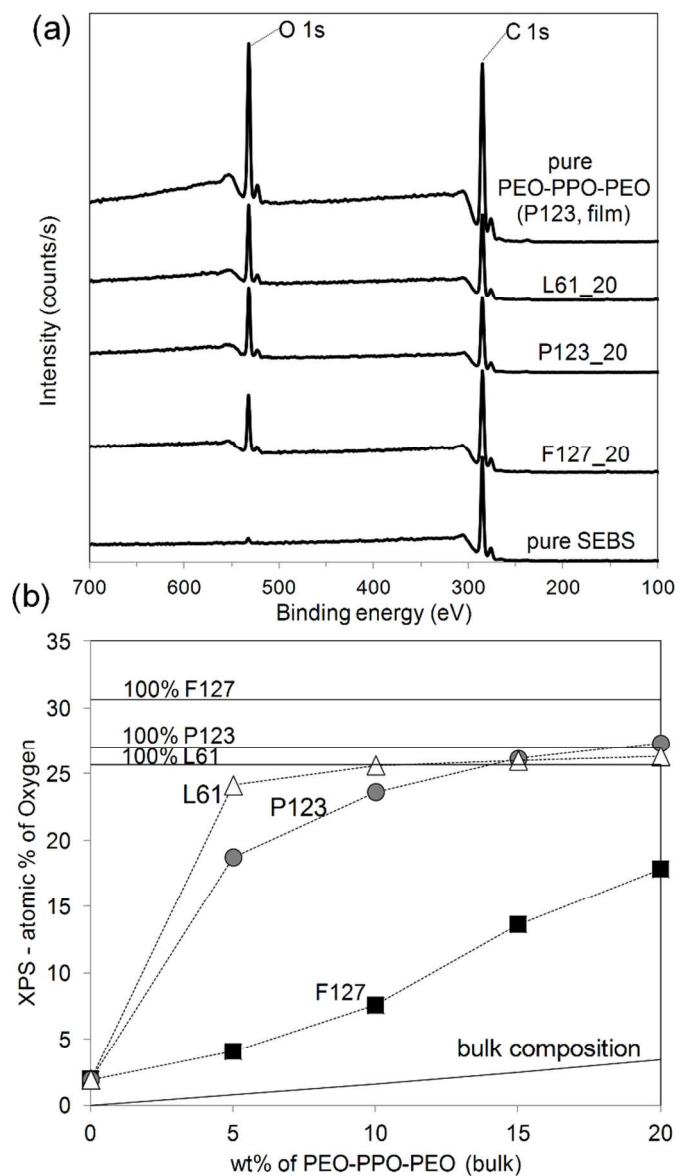 (a)
O 1s
C 1s
pure
PEO-PPO-PEO
(P123, film)
L61_20
P123_20
F127_20
pure SEBS
Intensity (counts/s)
700 600 500 400 300 200 100
Binding energy (eV)
(b)
35
30
25
20
15
10
5
0
100% F127
100% P123
100% L61
L61
P123
F127
bulk composition
XPS - atomic % of Oxygen
0 5 10 15 20
wt% of PEO-PPO-PEO (bulk)